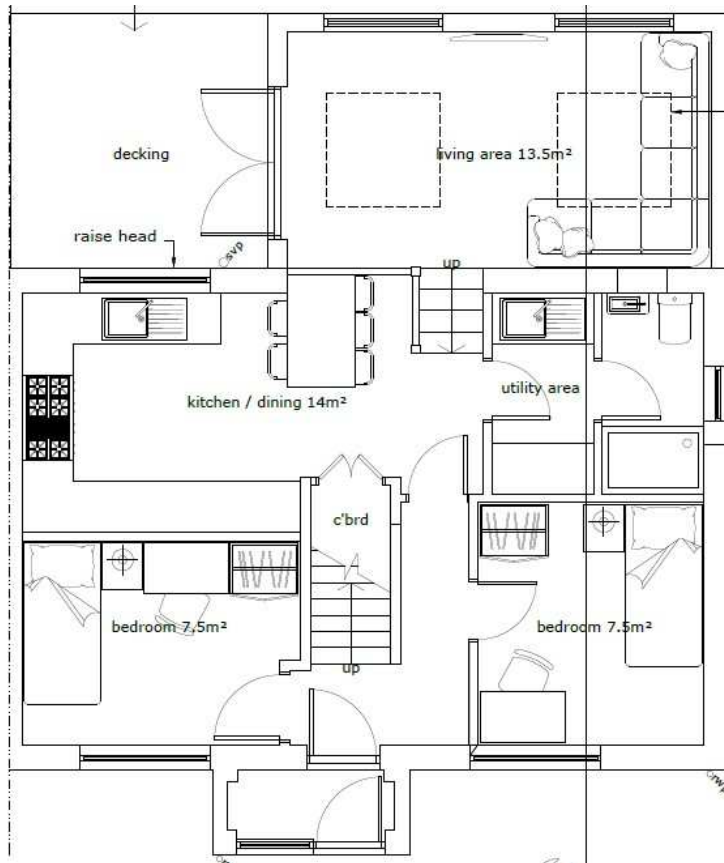 decking
living area 13.5m²
raise head
svp
up
kitchen / dining 14m²
utility area
c'brd
bedroom 7.5m²
bedroom 7.5m²
up
rwp